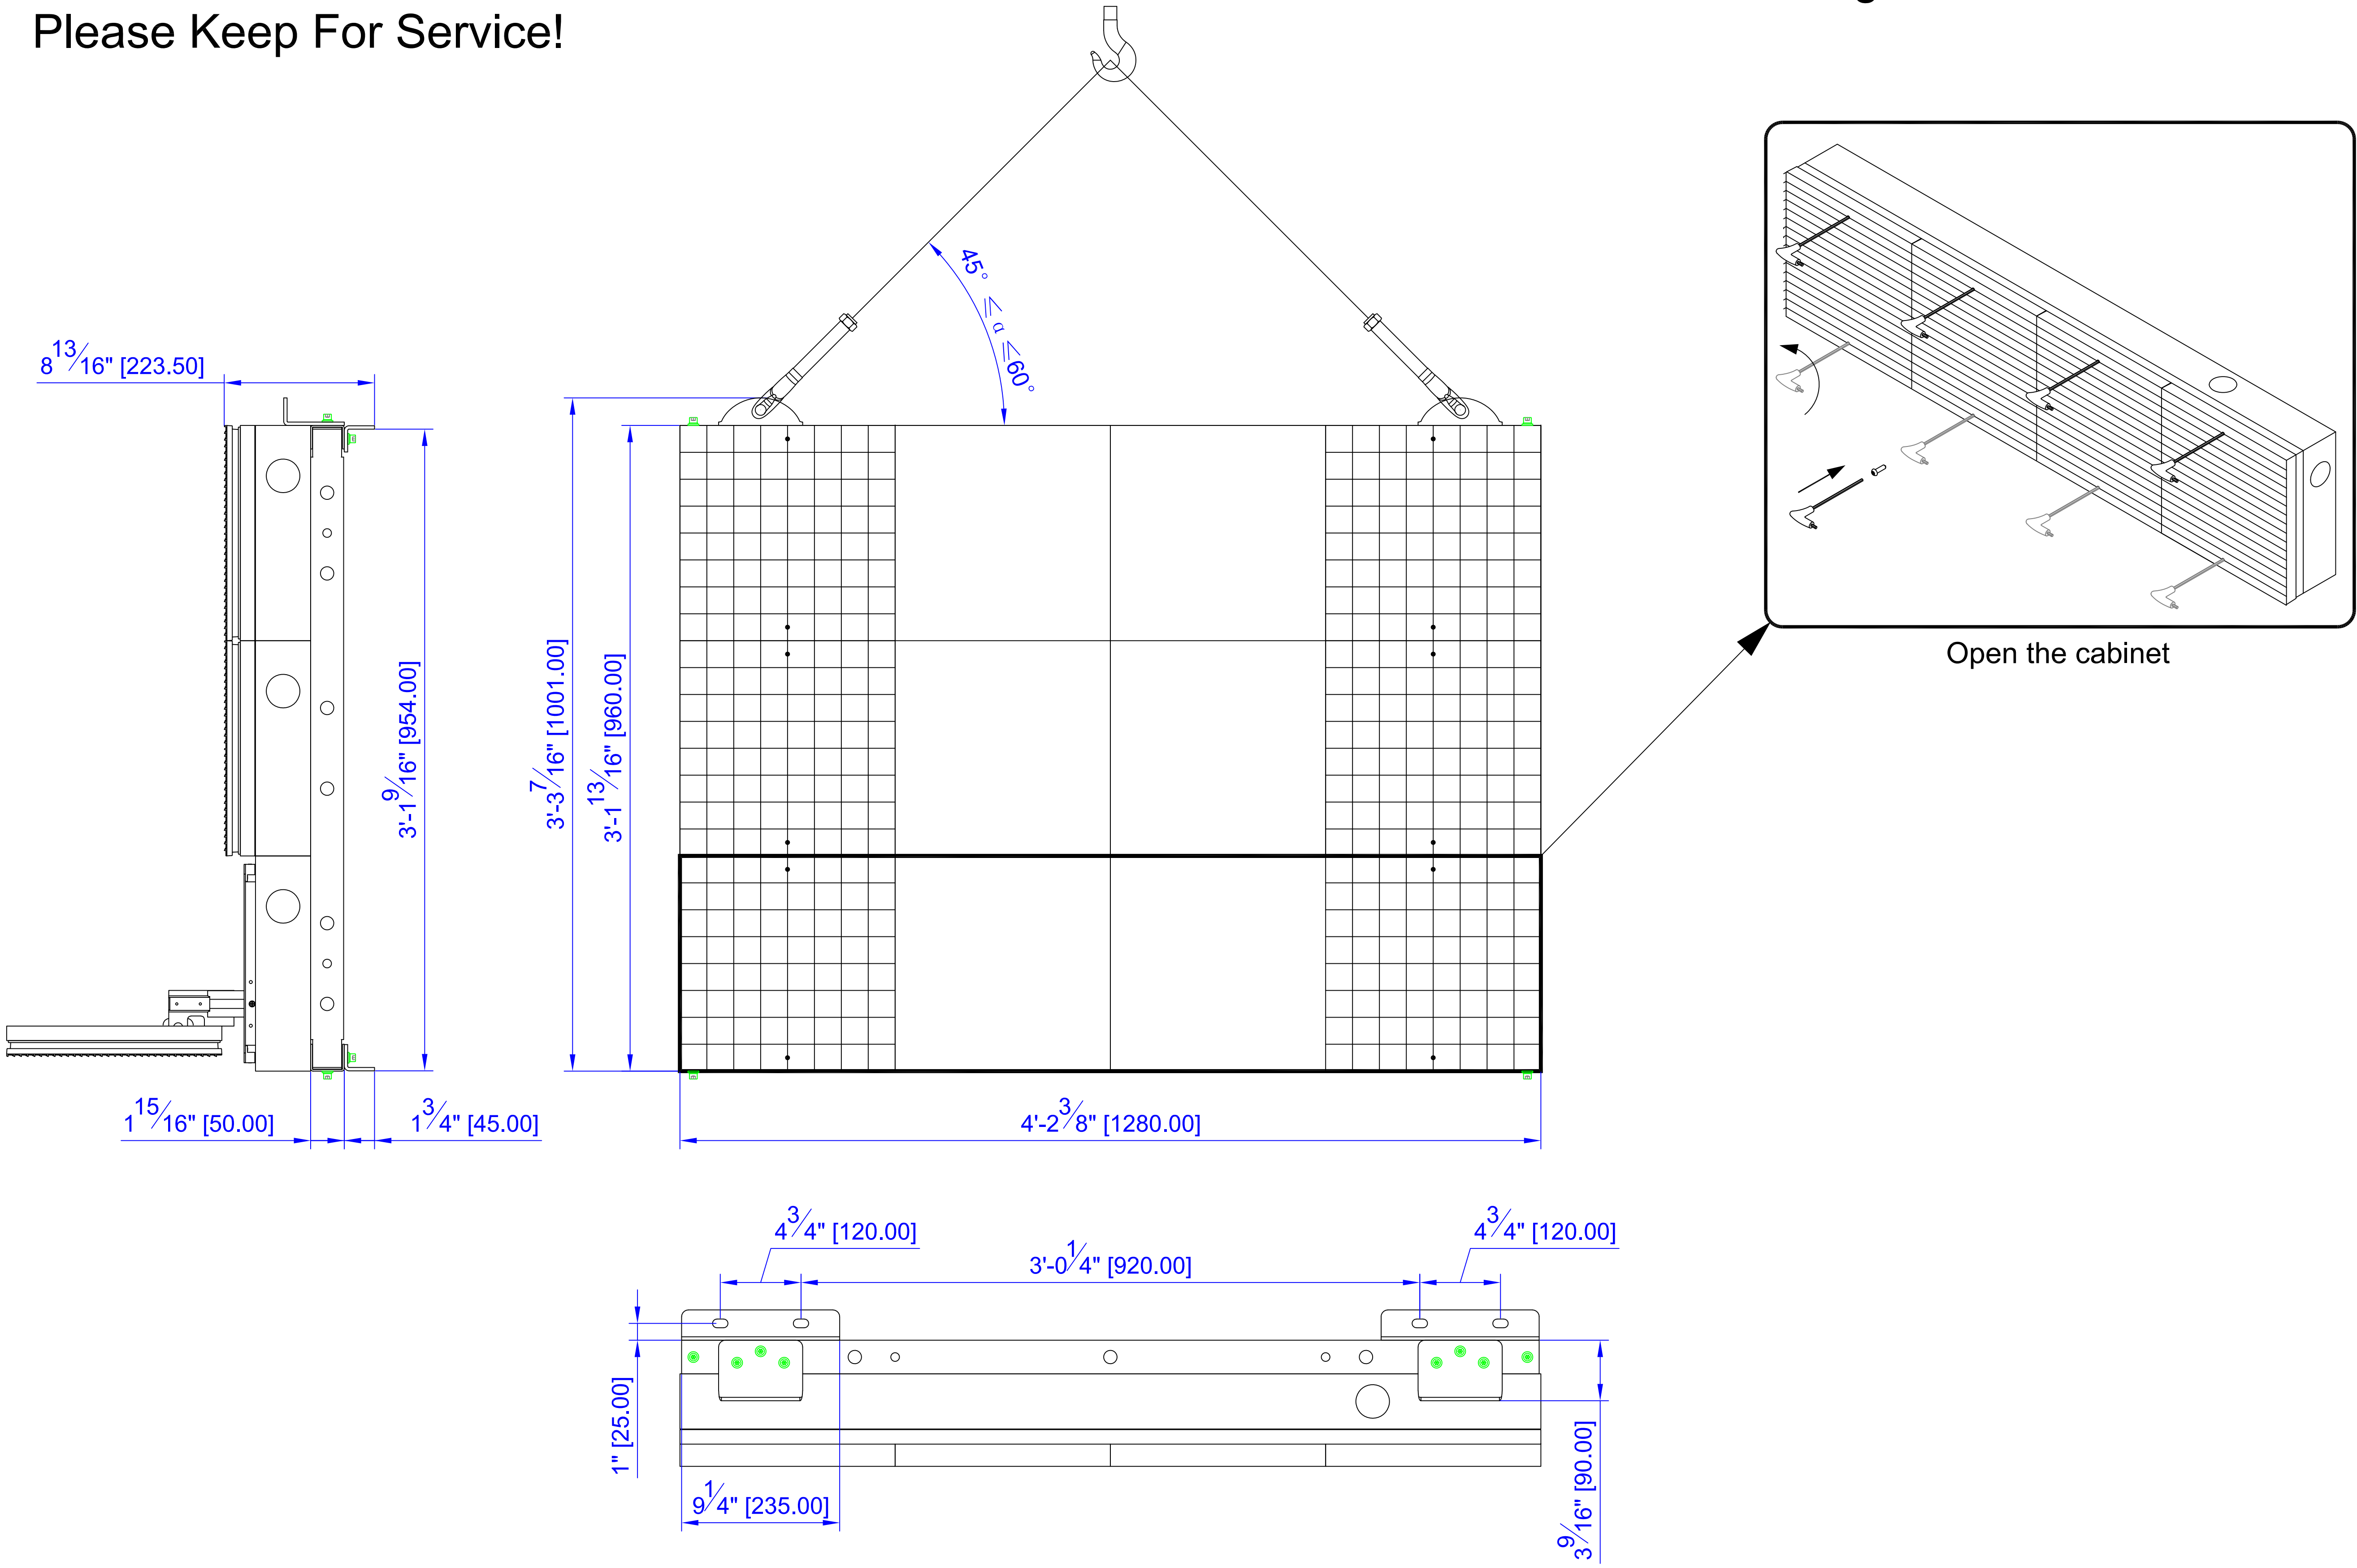 Please Keep For Service!
45° ≤ α ≤60°
8 13/16" [223.50]
3'-1 9/16" [954.00]
3'-3 7/16" [1001.00]
3'-1 13/16" [960.00]
Open the cabinet
1 15/16" [50.00]
1 3/4" [45.00]
4'-2 3/8" [1280.00]
4 3/4" [120.00]
3'-0 1/4" [920.00]
4 3/4" [120.00]
1" [25.00]
9 1/4" [235.00]
3 9/16" [90.00]